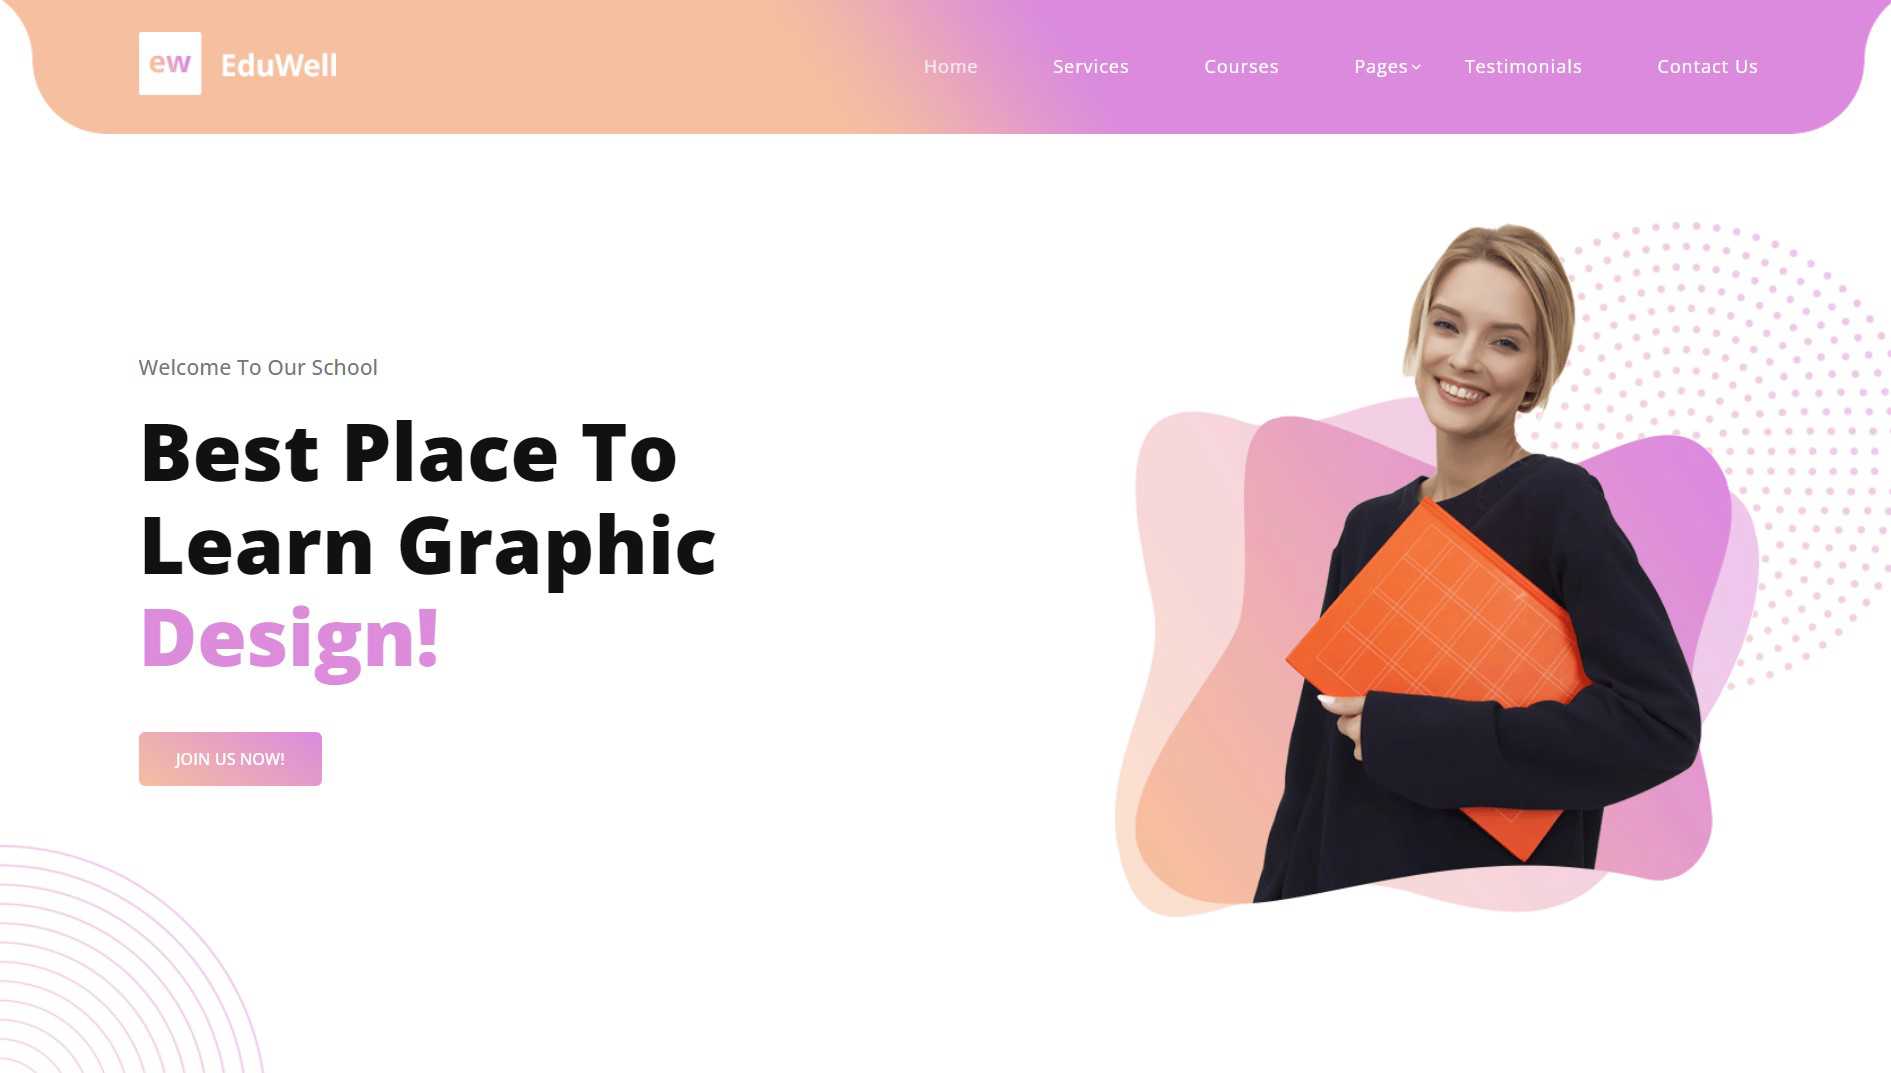 ew EduWell
Home Services Courses Pages Testimonials Contact Us
Welcome To Our School
Best Place To
Learn Graphic
Design!
JOIN US NOW!